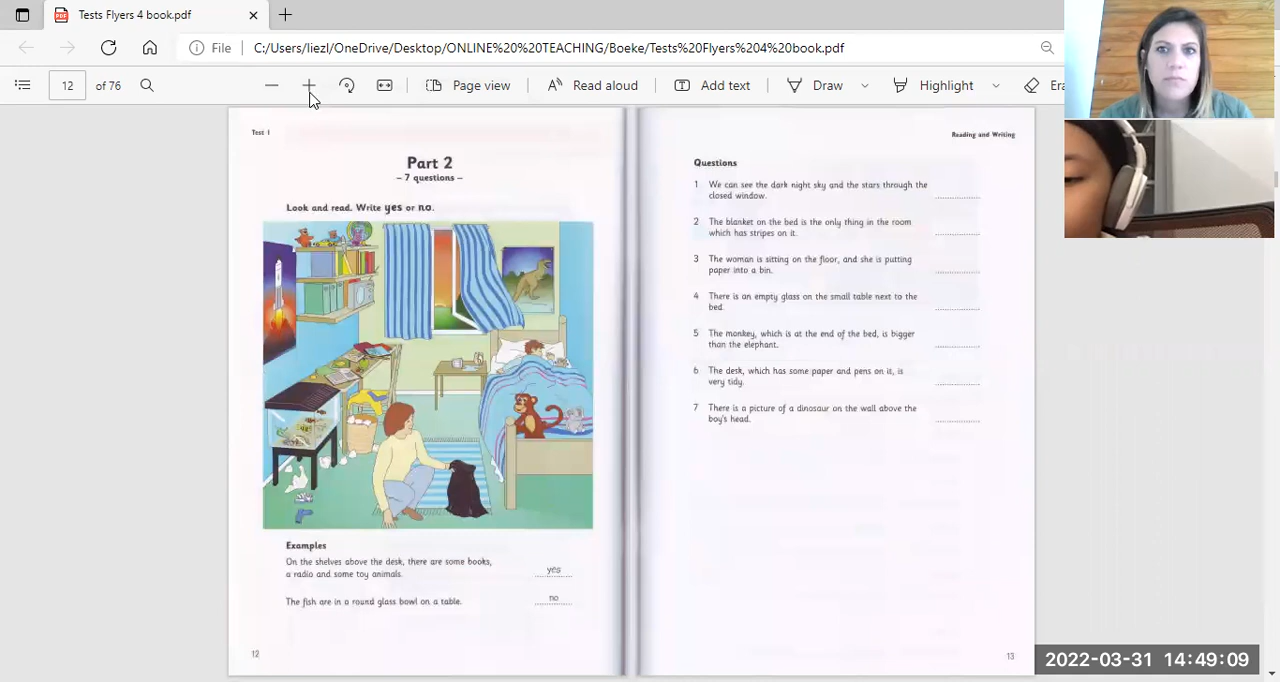 Tests Flyers 4 book.pdf
File
C:/Users/liezl/OneDrive/Desktop/ONLINE%20%20TEACHING/Boeke/Tests%20Flyers%204%20book.pdf
12 of 76
Page view
Read aloud
Add text
Draw
Highlight
Era
Test 1
Part 2
– 7 questions –
Look and read. Write yes or no.
Examples
On the shelves above the desk, there are some books,
a radio and some toy animals.
yes
The fish are in a round glass bowl on a table.
no
12
Reading and Writing
Questions
1 We can see the dark night sky and the stars through the
closed window.
2 The blanket on the bed is the only thing in the room
which has stripes on it.
3 The woman is sitting on the floor, and she is putting
paper into a bin.
4 There is an empty glass on the small table next to the
bed.
5 The monkey, which is at the end of the bed, is bigger
than the elephant.
6 The desk, which has some paper and pens on it, is
very tidy.
7 There is a picture of a dinosaur on the wall above the
boy's head.
13
2022-03-31 14:49:09